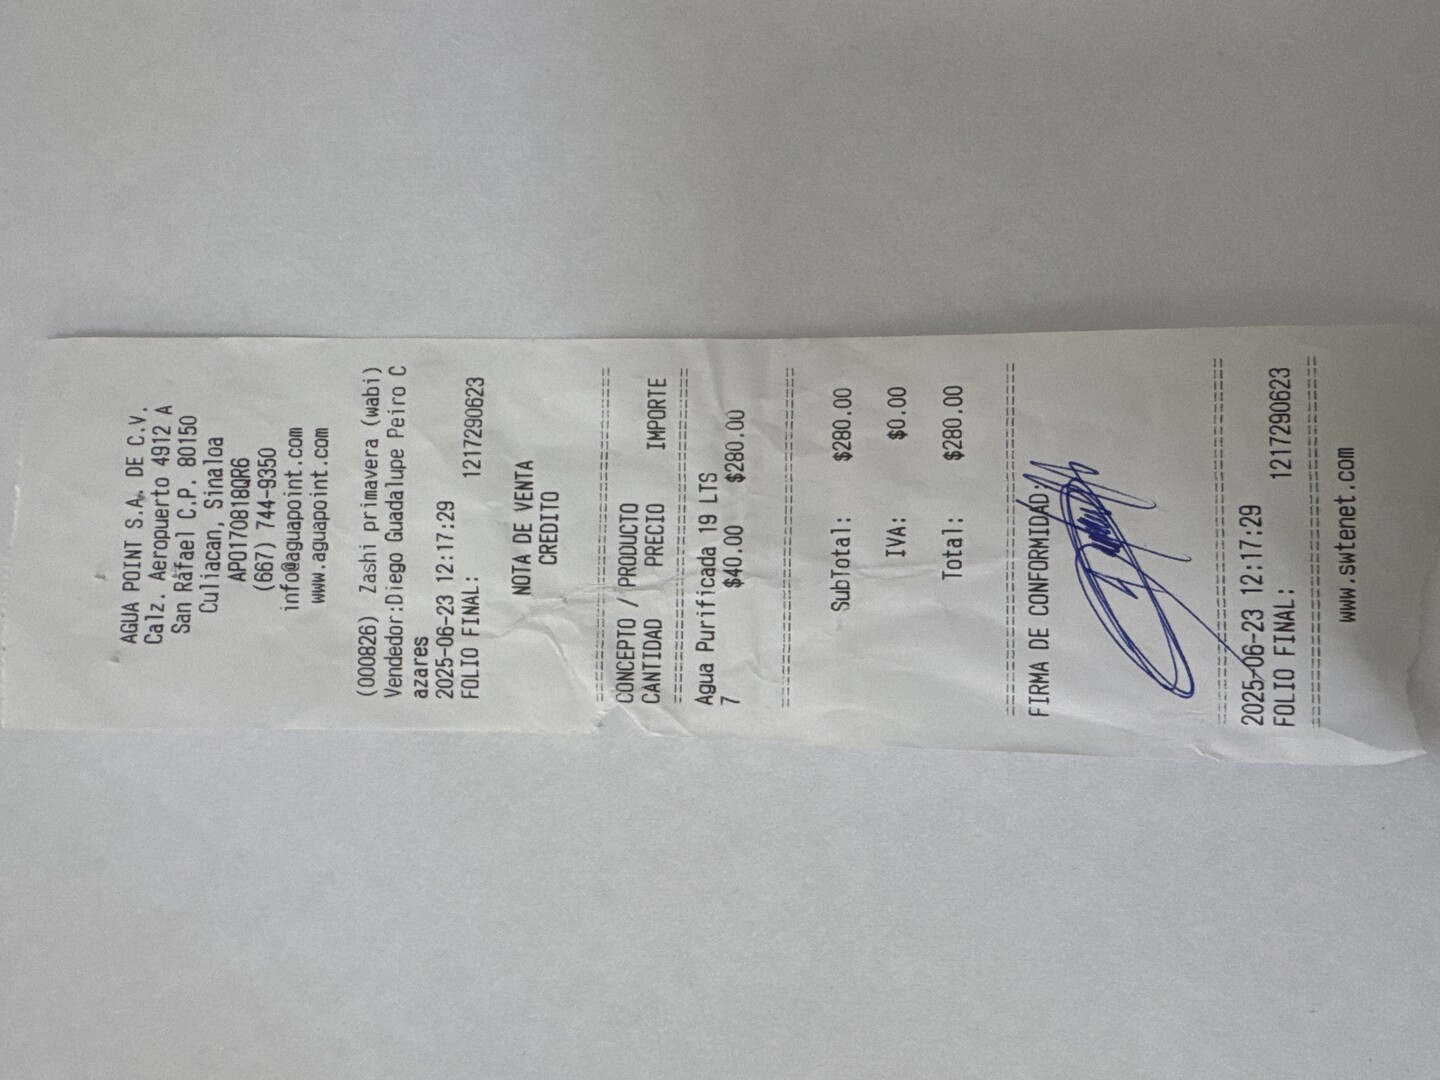 AGUA POINT S.A. DE C.V.
Calz. Aeropuerto 4912 A
San Rafael C.P. 80150
Culiacan, Sinaloa
APO170818QR6
(667) 744-9350
info@aguapoint.com
www.aguapoint.com
(000826) Zashi primavera (wabi)
Vendedor:Diego Guadalupe Peiro C
azares
2025-06-23 12:17:29
FOLIO FINAL: 1217290623
NOTA DE VENTA
CREDITO
================================
CONCEPTO / PRODUCTO
CANTIDAD PRECIO IMPORTE
================================
Agua Purificada 19 LTS
7 $40.00 $280.00
================================
SubTotal: $280.00
IVA: $0.00
Total: $280.00
================================
FIRMA DE CONFORMIDAD:
================================
2025-06-23 12:17:29
FOLIO FINAL: 1217290623
================================
www.swtenet.com